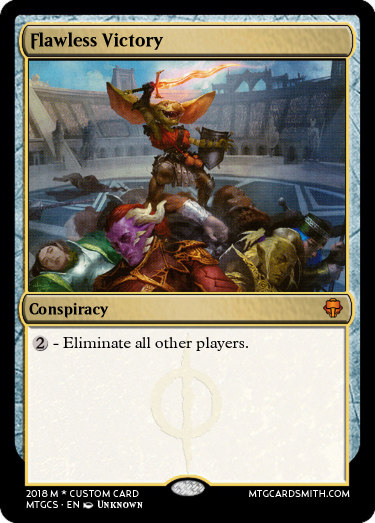 Flawless Victory
Conspiracy
2 - Eliminate all other players.
2018 M * CUSTOM CARD
MTGCS · EN Unknown
MTGCARDSMITH.COM